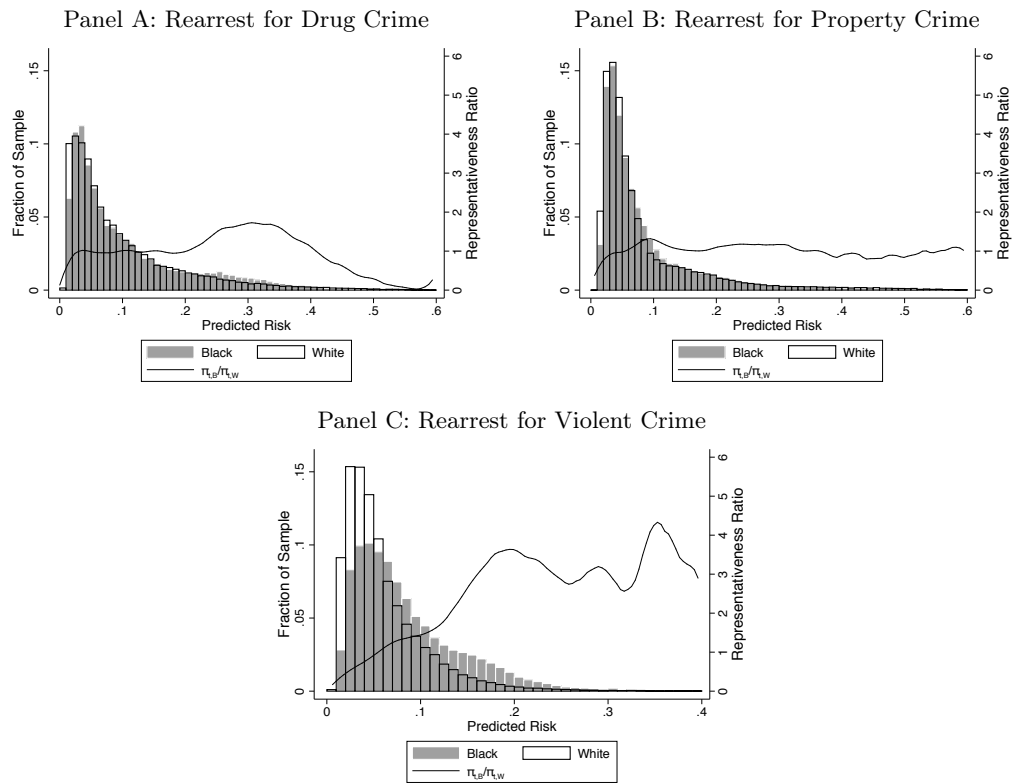 Panel A: Rearrest for Drug Crime
Fraction of Sample
0 .05 .1 .15
Representativeness Ratio
0 1 2 3 4 5 6
0 .1 .2 .3 .4 .5 .6
Predicted Risk
Black White
π_{t,B}/π_{t,W}
Panel B: Rearrest for Property Crime
Fraction of Sample
0 .05 .1 .15
Representativeness Ratio
0 1 2 3 4 5 6
0 .1 .2 .3 .4 .5 .6
Predicted Risk
Black White
π_{t,B}/π_{t,W}
Panel C: Rearrest for Violent Crime
Fraction of Sample
0 .05 .1 .15
Representativeness Ratio
0 1 2 3 4 5 6
0 .1 .2 .3 .4
Predicted Risk
Black White
π_{t,B}/π_{t,W}